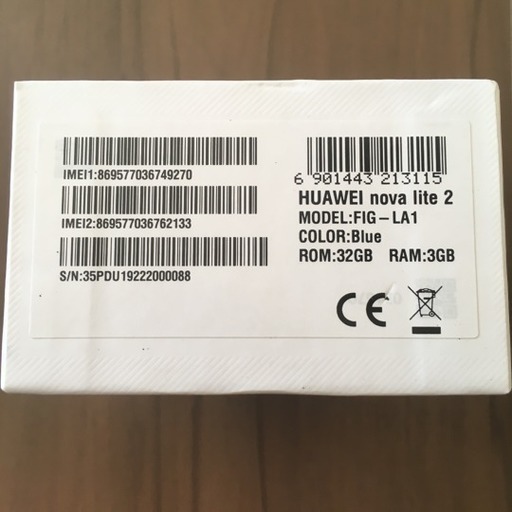 IMEI1:869577036749270
IMEI2:869577036762133
S/N:35PDU19222000088
6 901443 213115
HUAWEI nova lite 2
MODEL:FIG-LA1
COLOR:Blue
ROM:32GB RAM:3GB
CE